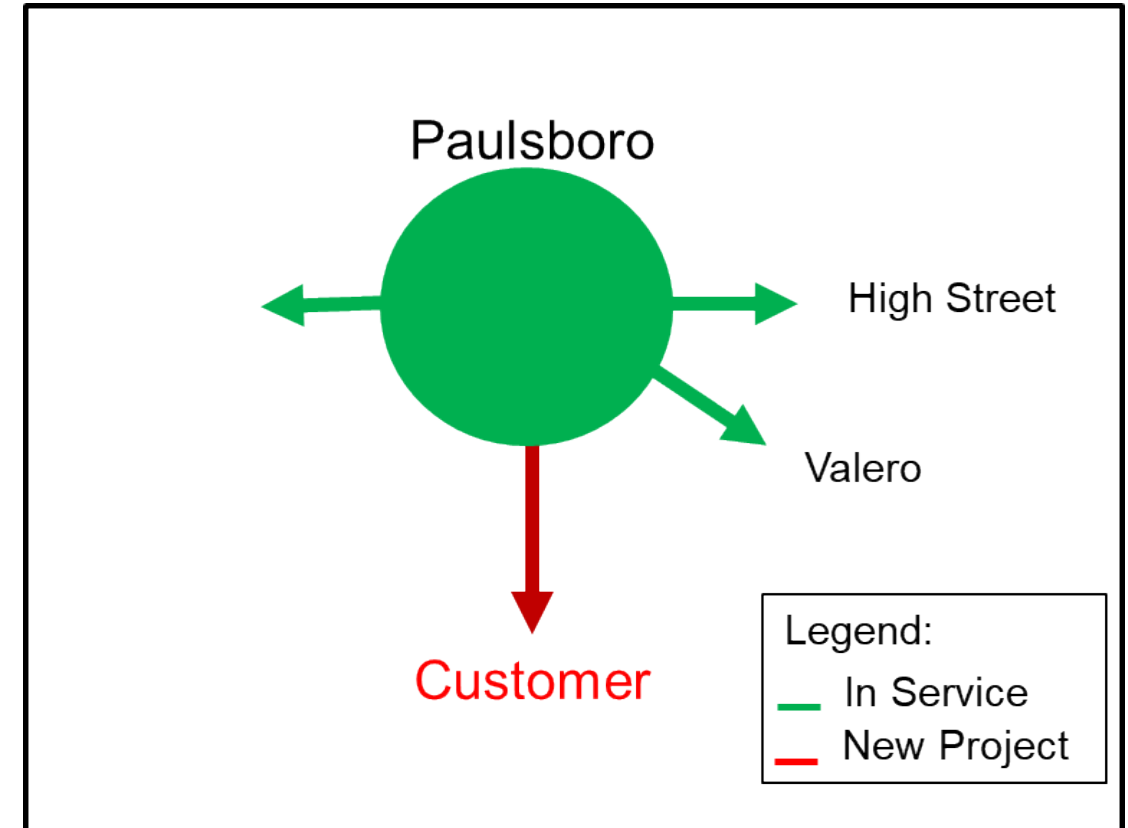 Paulsboro
High Street
Valero
Customer
Legend:
In Service
New Project